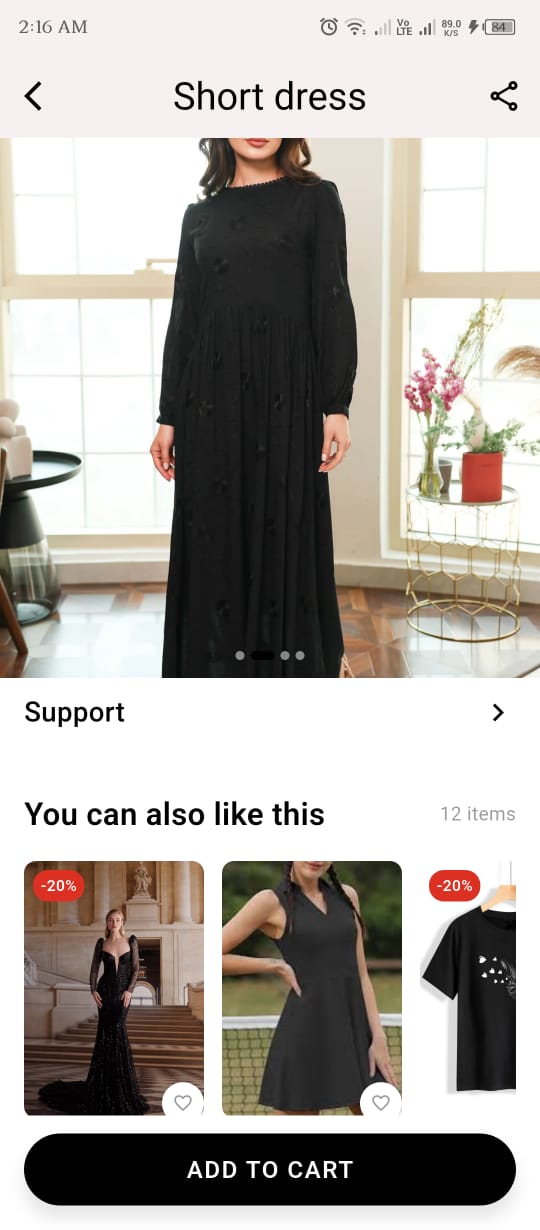 2:16 AM
Vo
LTE
89.0
K/S
84
Short dress
Support
You can also like this
12 items
-20%
-20%
ADD TO CART